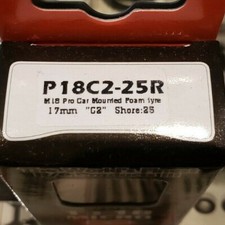 P18C2-25R
M18 Pro Car Mounted Foam Tyre
17mm "C2" Shore:25